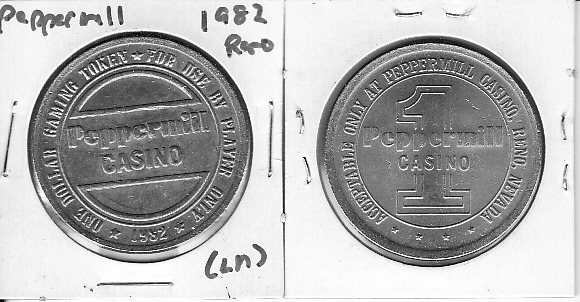 Peppermill 1982
Reno
ONE DOLLAR GAMING TOKEN ★ FOR USE BY PLAYER ONLY ★ 1982 ★
Peppermill
CASINO
(LM)
ACCEPTABLE ONLY AT PEPPERMILL CASINO, RENO, NEVADA
1
Peppermill
CASINO
★ ★ ★ ★